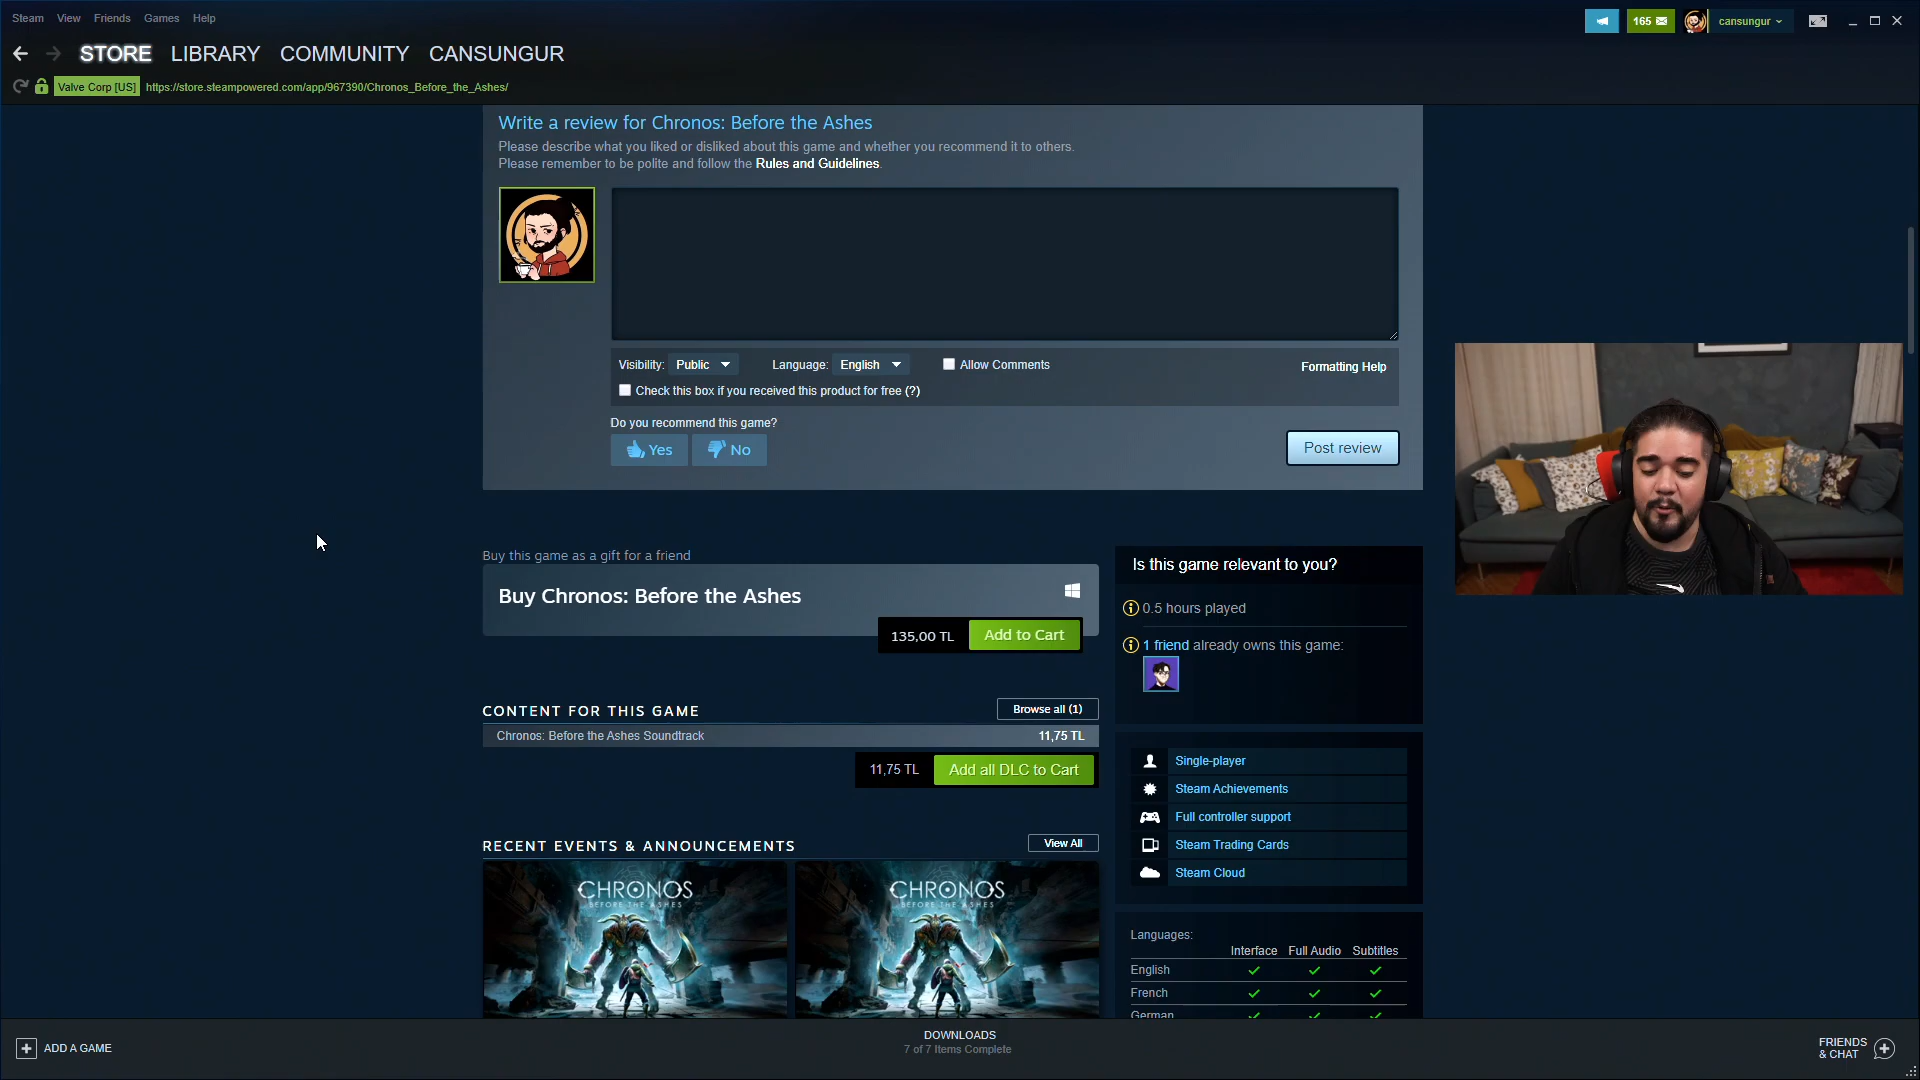 Steam View Friends Games Help
165
cansungur
STORE LIBRARY COMMUNITY CANSUNGUR
Valve Corp [US] https://store.steampowered.com/app/967390/Chronos_Before_the_Ashes/
Write a review for Chronos: Before the Ashes
Please describe what you liked or disliked about this game and whether you recommend it to others.
Please remember to be polite and follow the Rules and Guidelines.
Visibility: Public Language: English Allow Comments Formatting Help
Check this box if you received this product for free (?)
Do you recommend this game?
Yes No
Post review
Buy this game as a gift for a friend
Buy Chronos: Before the Ashes
135,00 TL Add to Cart
CONTENT FOR THIS GAME Browse all (1)
Chronos: Before the Ashes Soundtrack 11,75 TL
11,75 TL Add all DLC to Cart
RECENT EVENTS & ANNOUNCEMENTS View All
CHRONOS
BEFORE THE ASHES
CHRONOS
BEFORE THE ASHES
Is this game relevant to you?
0.5 hours played
1 friend already owns this game:
Single-player
Steam Achievements
Full controller support
Steam Trading Cards
Steam Cloud
Languages:
Interface Full Audio Subtitles
English
French
German
ADD A GAME
DOWNLOADS
7 of 7 Items Complete
FRIENDS
& CHAT